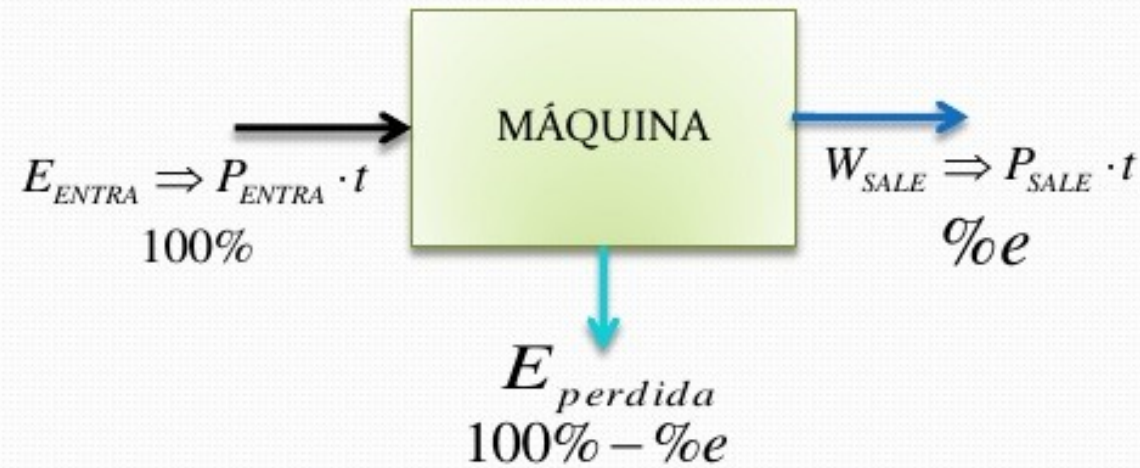 MÁQUINA
E_ENTRA ⇒ P_ENTRA · t
100%
W_SALE ⇒ P_SALE · t
%e
E_perdida
100% – %e